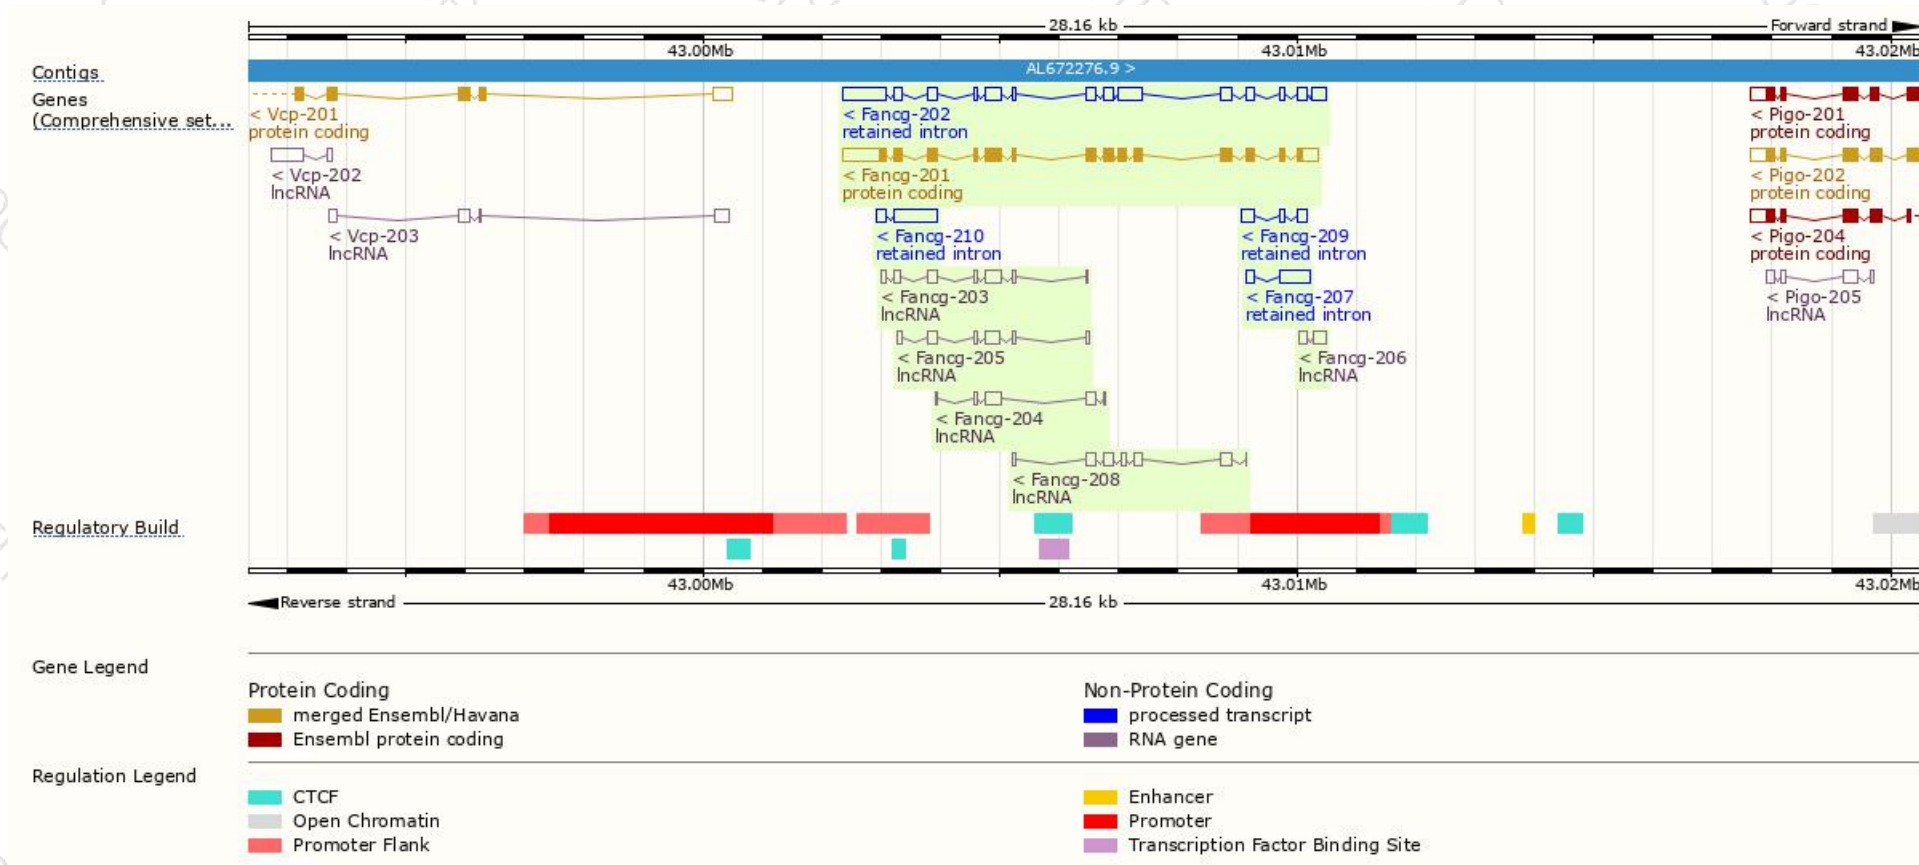 28.16 kb
Forward strand
43.00Mb 43.01Mb 43.02Mb
Contigs
AL672276.9 >
Genes
(Comprehensive set...
< Vcp-201
protein coding
< Fancg-202
retained intron
< Pigo-201
protein coding
< Vcp-202
lncRNA
< Fancg-201
protein coding
< Pigo-202
protein coding
< Vcp-203
lncRNA
< Fancg-210
retained intron
< Fancg-209
retained intron
< Pigo-204
protein coding
< Fancg-203
lncRNA
< Fancg-207
retained intron
< Pigo-205
lncRNA
< Fancg-205
lncRNA
< Fancg-206
lncRNA
< Fancg-204
lncRNA
< Fancg-208
lncRNA
Regulatory Build
43.00Mb 43.01Mb 43.02Mb
Reverse strand
28.16 kb
Gene Legend
Protein Coding
merged Ensembl/Havana
Ensembl protein coding
Non-Protein Coding
processed transcript
RNA gene
Regulation Legend
CTCF
Open Chromatin
Promoter Flank
Enhancer
Promoter
Transcription Factor Binding Site